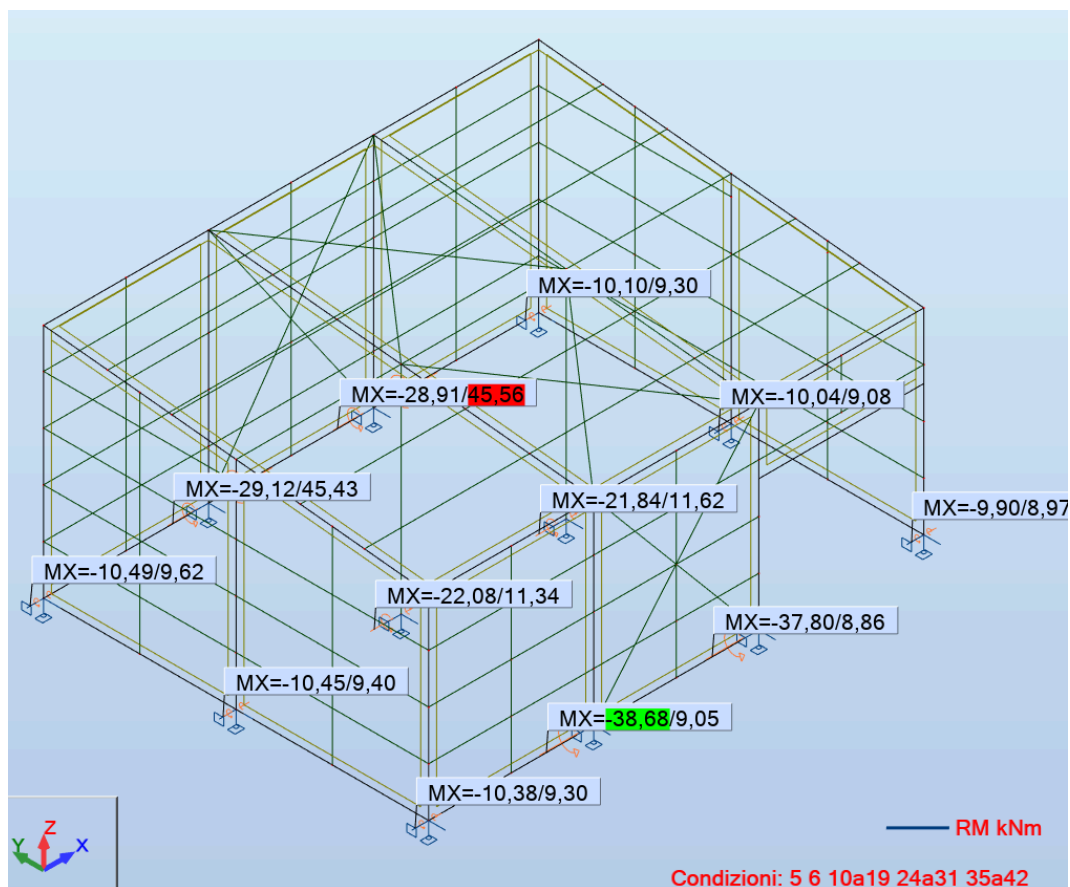 MX=-10,10/9,30
MX=-28,91/45,56
MX=-10,04/9,08
MX=-29,12/45,43
MX=-21,84/11,62
MX=-9,90/8,97
MX=-10,49/9,62
MX=-22,08/11,34
MX=-37,80/8,86
MX=-10,45/9,40
MX=-38,68/9,05
MX=-10,38/9,30
Z
Y
X
RM kNm
Condizioni: 5 6 10a19 24a31 35a42